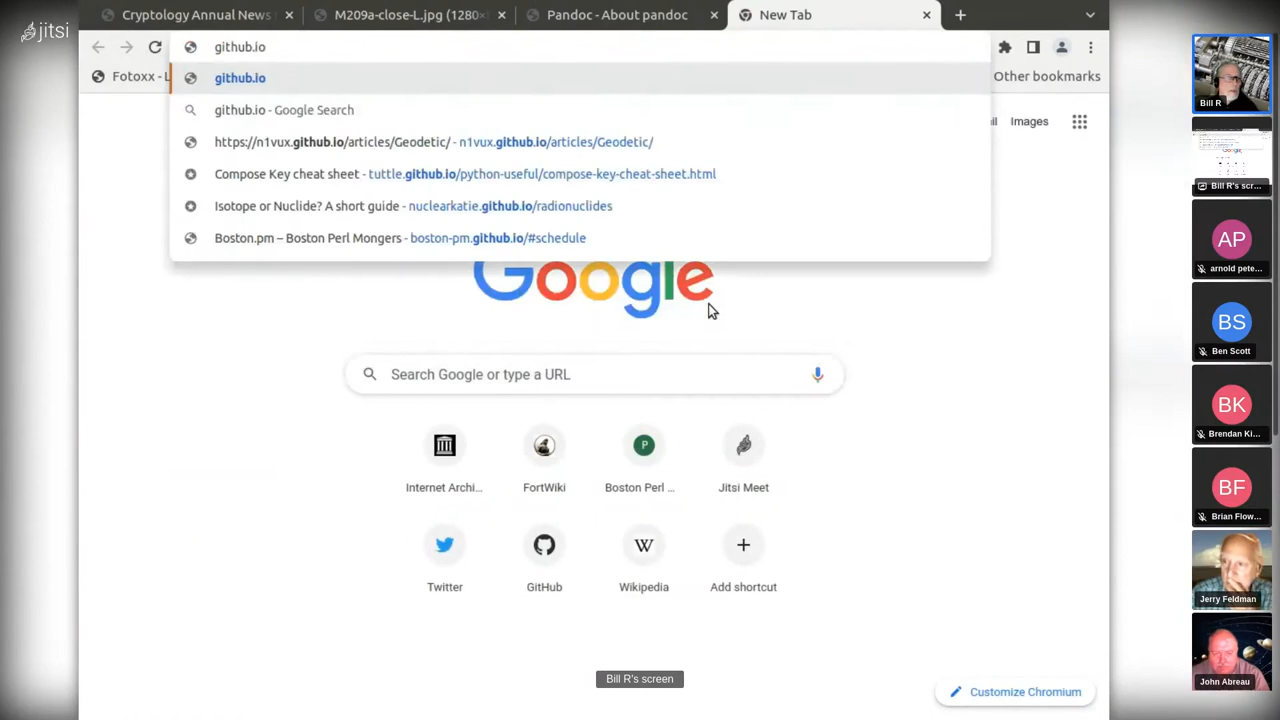 jitsi
Cryptology Annual News
M209a-close-L.jpg (1280×
Pandoc - About pandoc
New Tab
github.io
Fotoxx - L
Other bookmarks
github.io
github.io - Google Search
https://n1vux.github.io/articles/Geodetic/ - n1vux.github.io/articles/Geodetic/
Compose Key cheat sheet - tuttle.github.io/python-useful/compose-key-cheat-sheet.html
Isotope or Nuclide? A short guide - nuclearkatie.github.io/radionuclides
Boston.pm – Boston Perl Mongers - boston-pm.github.io/#schedule
Images
Google
Search Google or type a URL
P
Internet Archi...
FortWiki
Boston Perl ...
Jitsi Meet
W
Twitter
GitHub
Wikipedia
Add shortcut
Customize Chromium
Bill R's screen
Bill R
Bill R's scr...
AP
arnold pete...
BS
Ben Scott
BK
Brendan Ki...
BF
Brian Flow...
Jerry Feldman
John Abreau